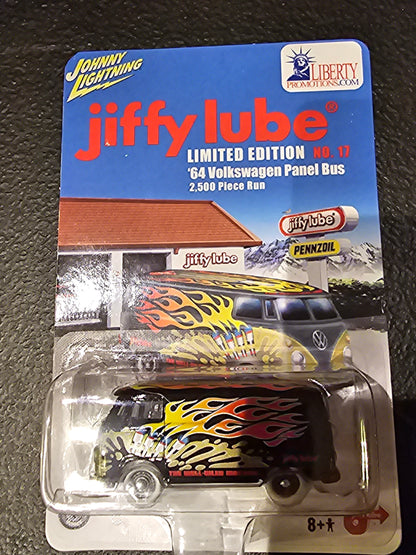 JOHNNY
LIGHTNING
LIBERTY
PROMOTIONS.COM
jiffy lube®
LIMITED EDITION NO. 17
'64 Volkswagen Panel Bus
2,500 Piece Run
jiffy lube
PENNZOIL
jiffy lube
8+